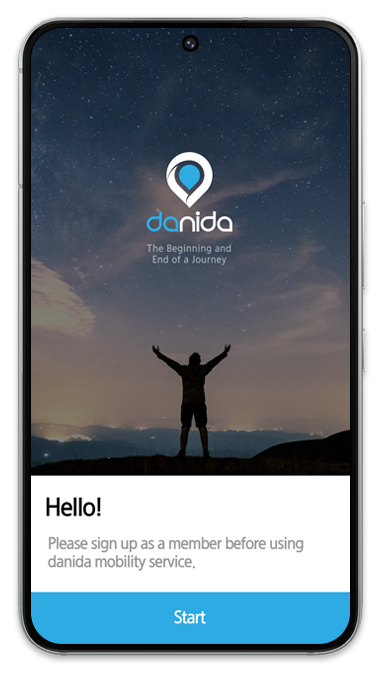 danida
The Beginning and
End of a Journey
Hello!
Please sign up as a member before using
danida mobility service.
Start